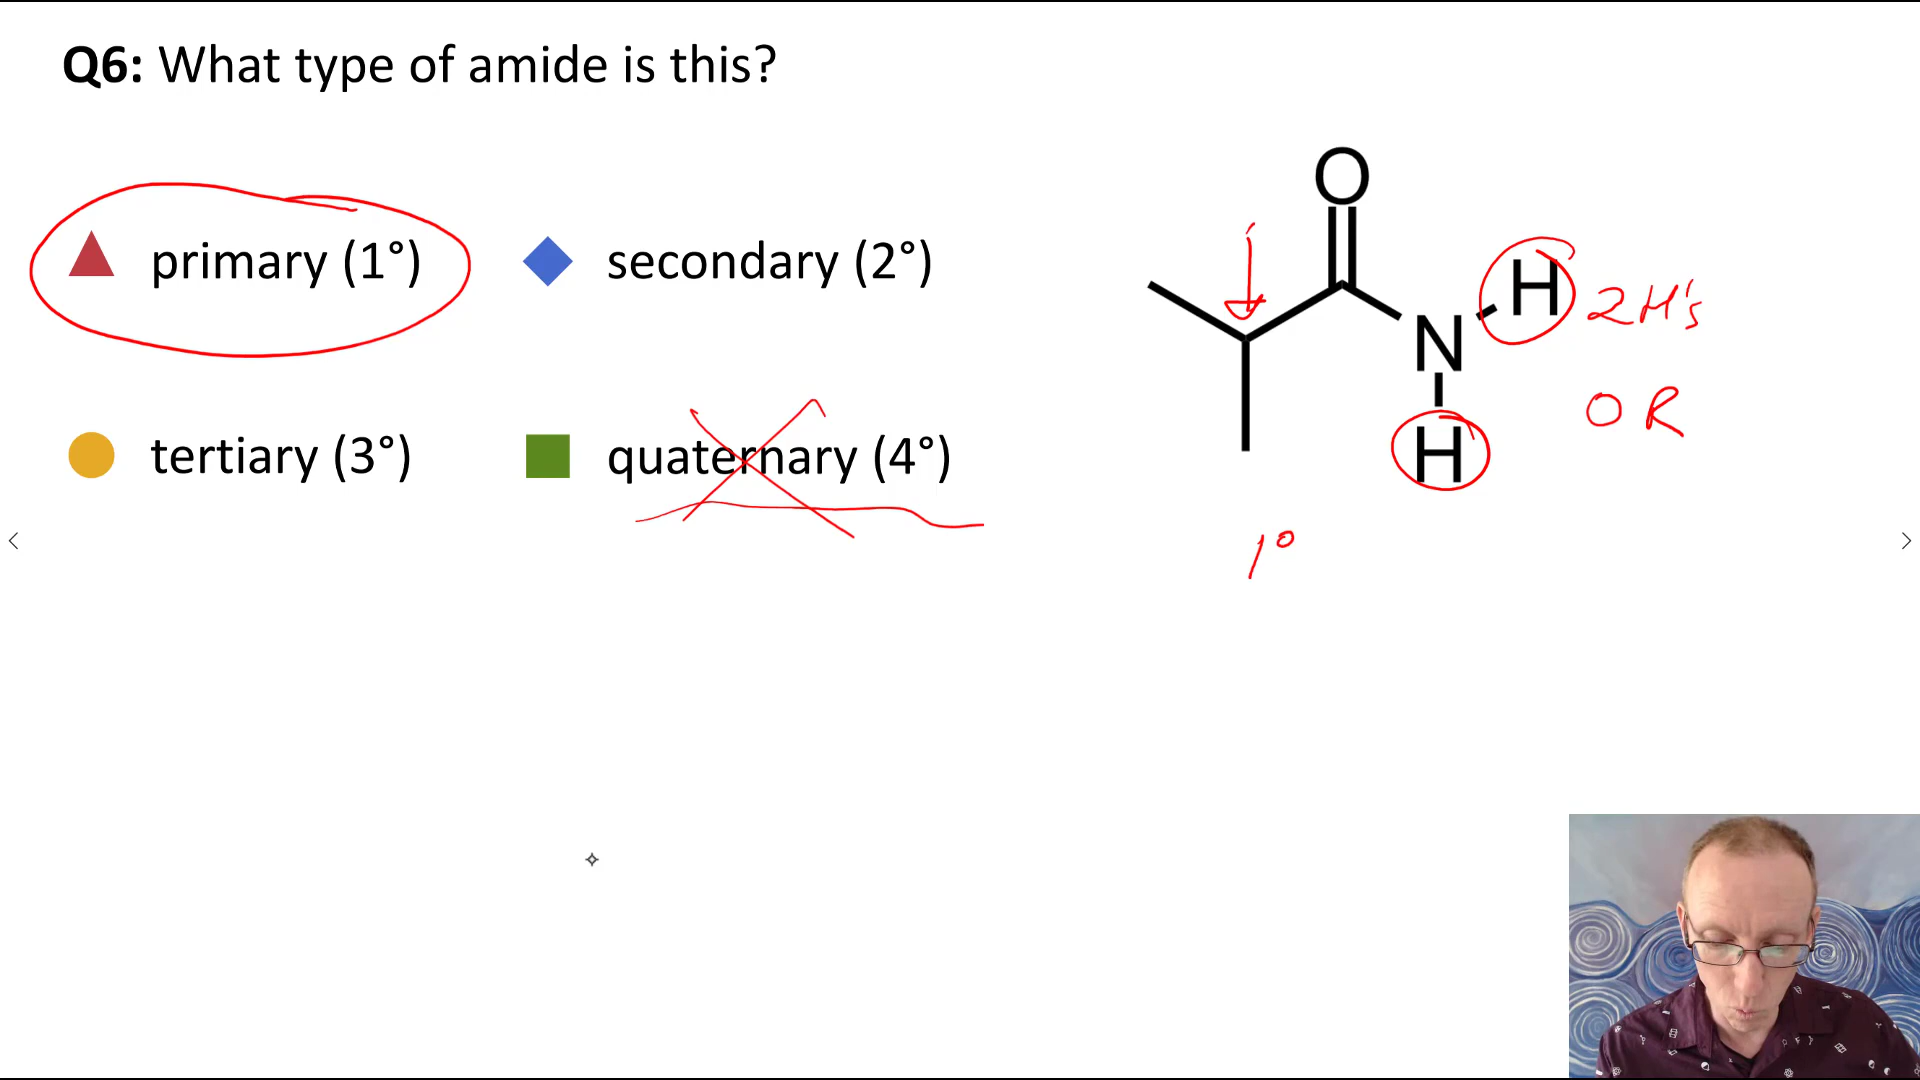 Q6: What type of amide is this?
primary (1°)
secondary (2°)
tertiary (3°)
quaternary (4°)
O
H
N
H
2H's
OR
1°